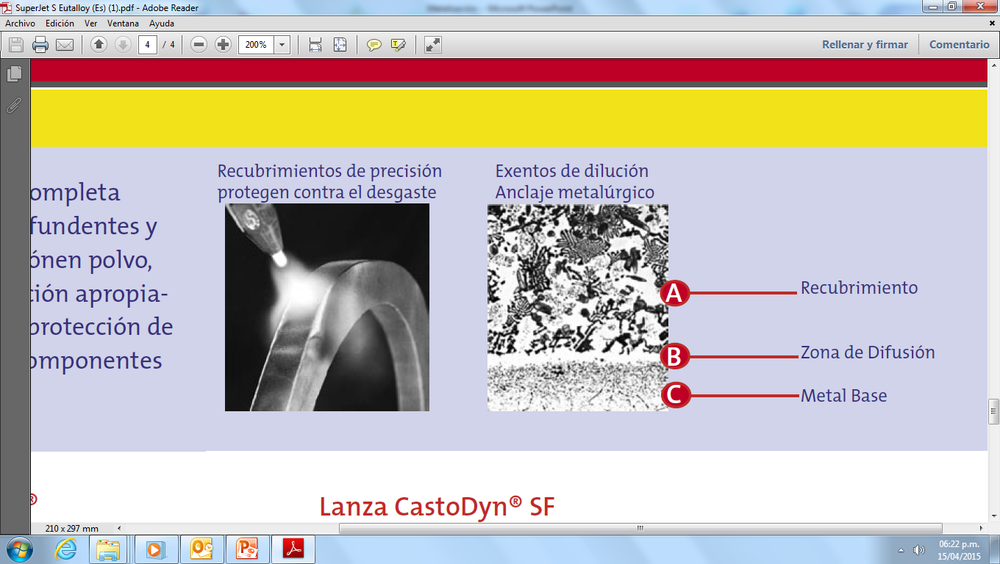 SuperJet S Eutalloy (Es) (1).pdf - Adobe Reader
Archivo Edición Ver Ventana Ayuda
4 / 4 200% Rellenar y firmar Comentario
Recubrimientos de precisión
protegen contra el desgaste
Exentos de dilución
Anclaje metalúrgico
ompleta
fundentes y
ónen polvo,
ción apropia-
protección de
omponentes
S
A Recubrimiento
B Zona de Difusión
C Metal Base
®
Lanza CastoDyn® SF
210 x 297 mm
06:22 p.m.
15/04/2015